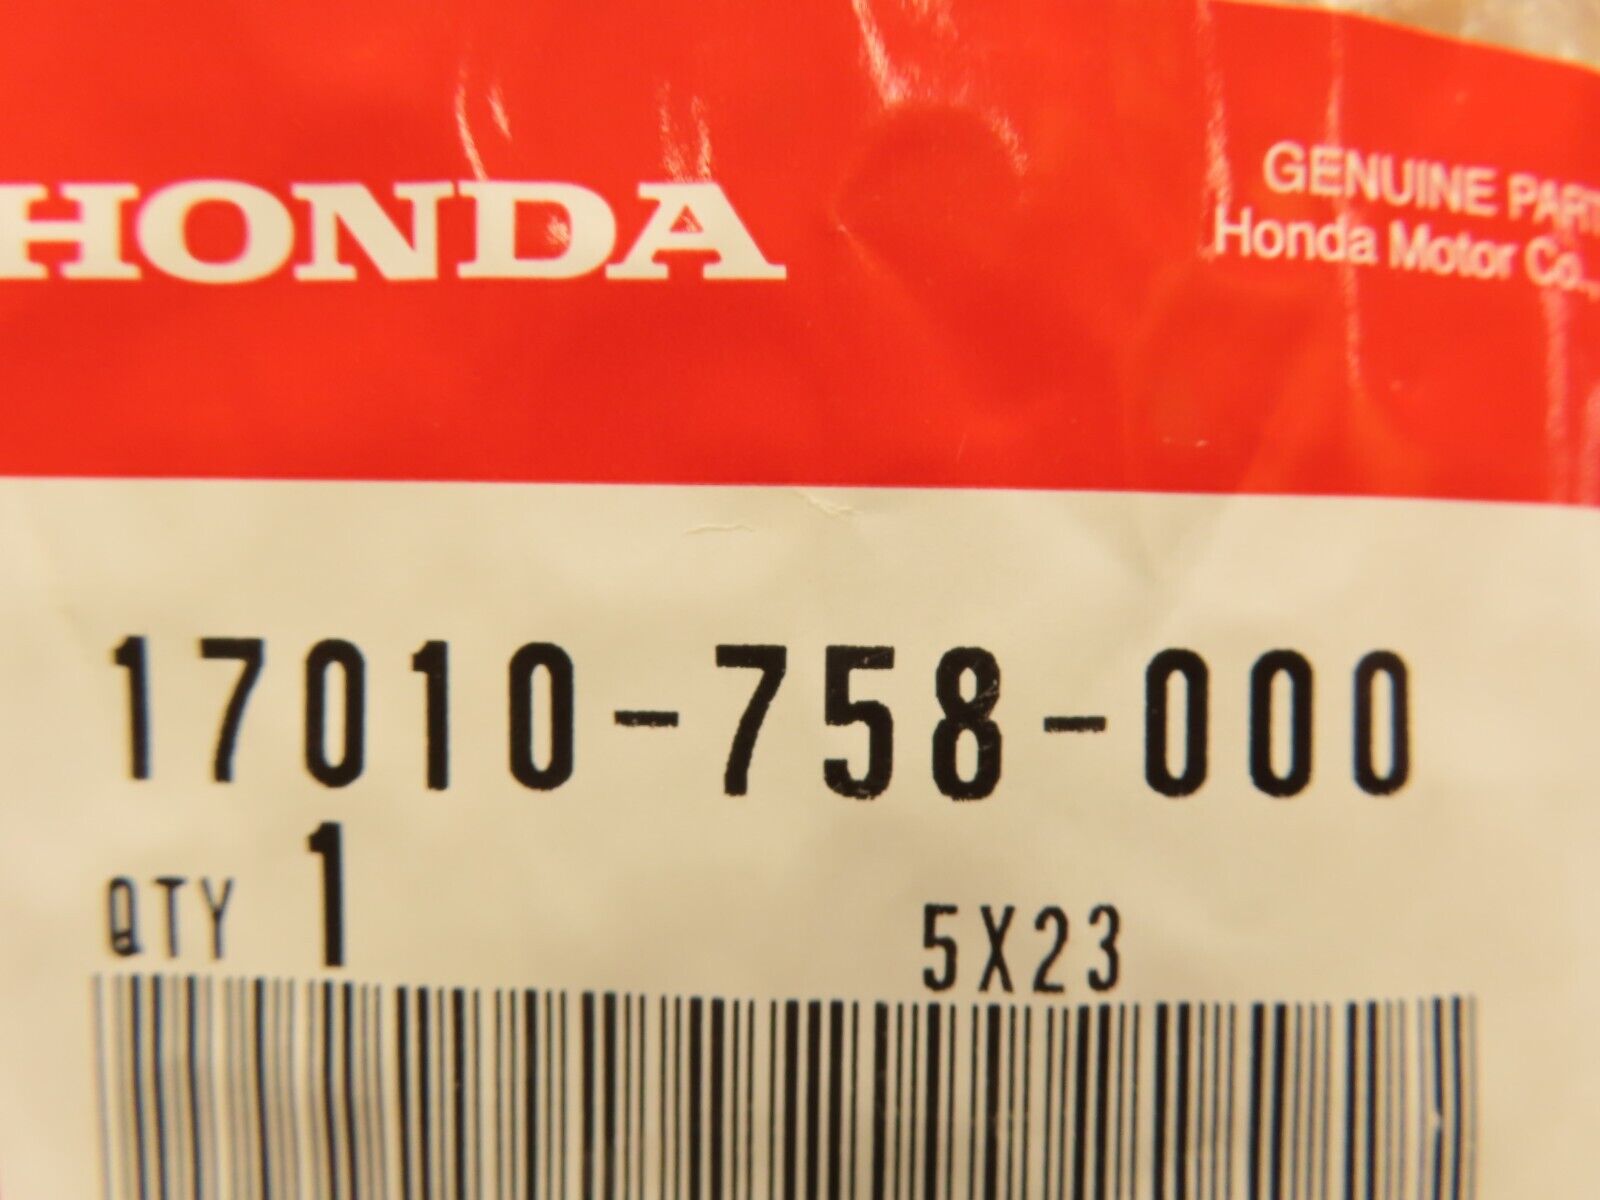 HONDA
GENUINE PART
Honda Motor Co.,
17010-758-000
QTY 1
5X23